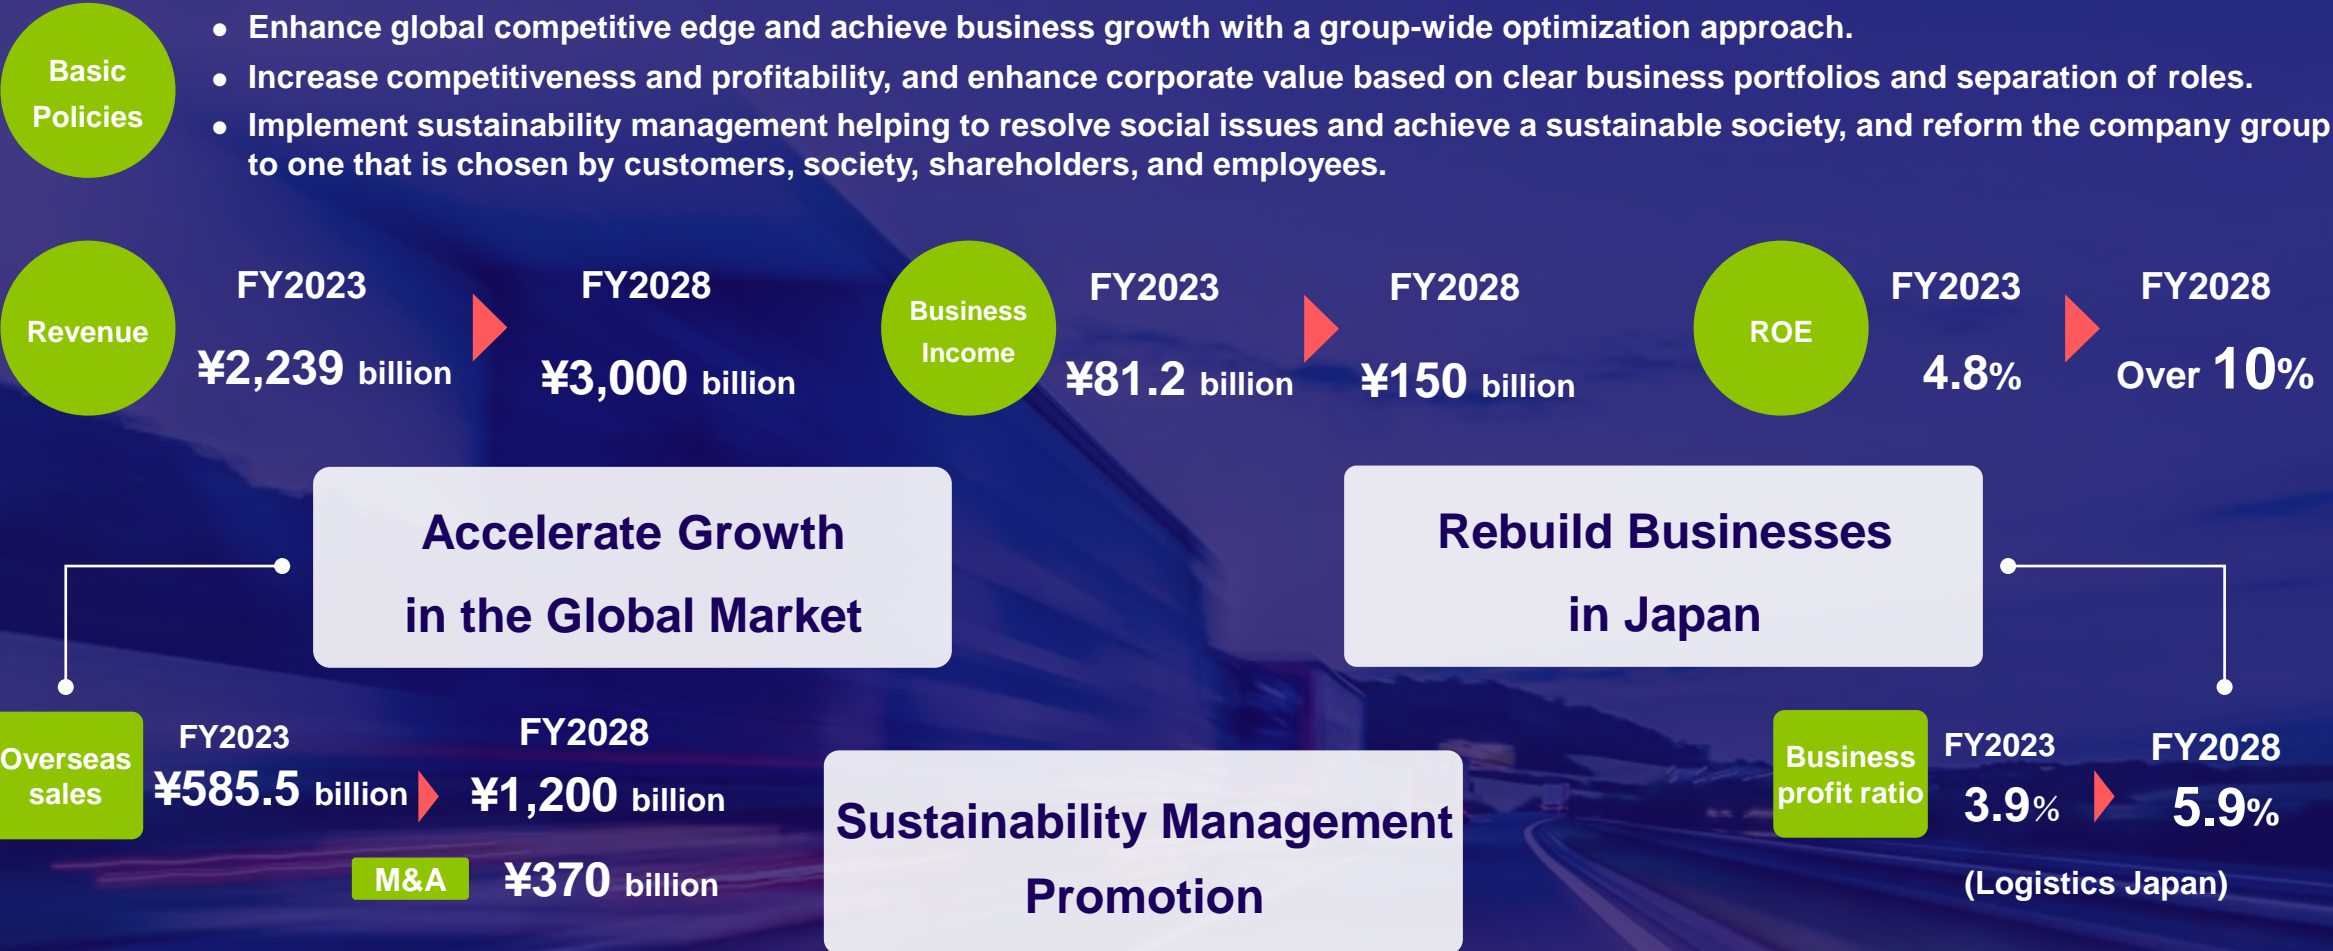 Basic
Policies
● Enhance global competitive edge and achieve business growth with a group-wide optimization approach.
● Increase competitiveness and profitability, and enhance corporate value based on clear business portfolios and separation of roles.
● Implement sustainability management helping to resolve social issues and achieve a sustainable society, and reform the company group
to one that is chosen by customers, society, shareholders, and employees.
Revenue
FY2023
¥2,239 billion
FY2028
¥3,000 billion
Business
Income
FY2023
¥81.2 billion
FY2028
¥150 billion
ROE
FY2023
4.8%
FY2028
Over 10%
Accelerate Growth
in the Global Market
Rebuild Businesses
in Japan
Overseas
sales
FY2023
¥585.5 billion
FY2028
¥1,200 billion
M&A ¥370 billion
Sustainability Management
Promotion
Business
profit ratio
FY2023
3.9%
FY2028
5.9%
(Logistics Japan)